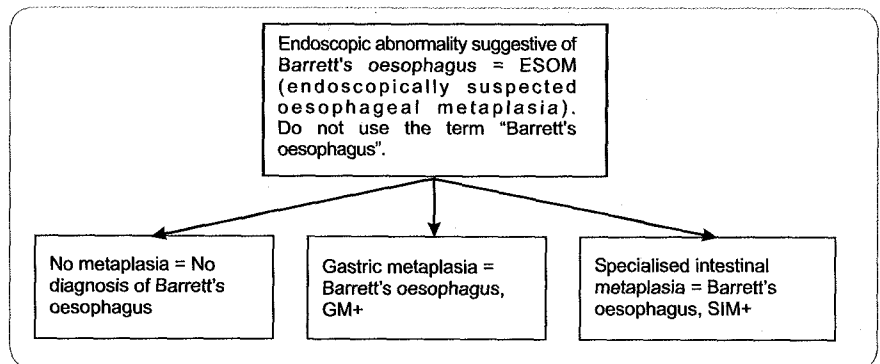 Endoscopic abnormality suggestive of
Barrett's oesophagus = ESOM
(endoscopically suspected
oesophageal metaplasia).
Do not use the term "Barrett's
oesophagus".
No metaplasia = No
diagnosis of Barrett's
oesophagus
Gastric metaplasia =
Barrett's oesophagus,
GM+
Specialised intestinal
metaplasia = Barrett's
oesophagus, SIM+